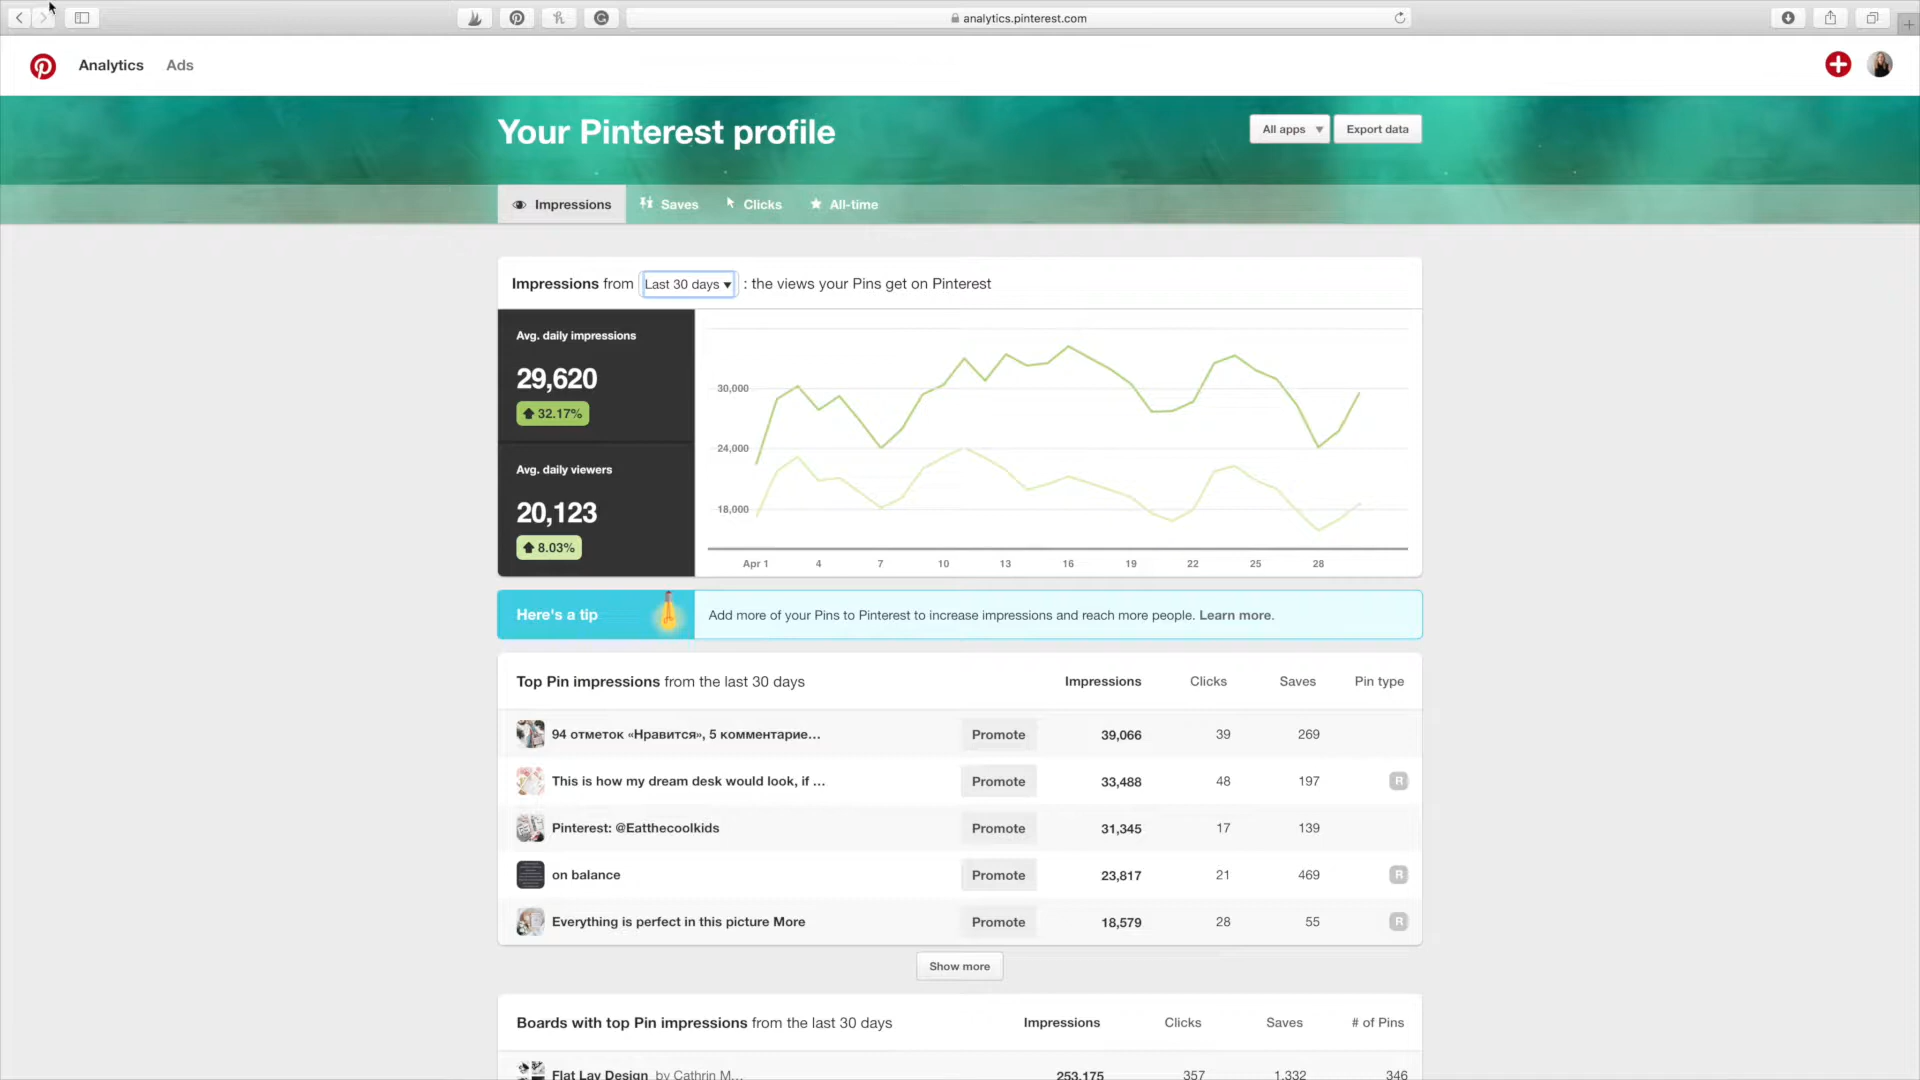 analytics.pinterest.com
Analytics Ads
Your Pinterest profile
All apps
Export data
Impressions Saves Clicks All-time
Impressions from Last 30 days : the views your Pins get on Pinterest
Avg. daily impressions
29,620
32.17%
Avg. daily viewers
20,123
8.03%
30,000
24,000
18,000
Apr 1 4 7 10 13 16 19 22 25 28
Here's a tip
Add more of your Pins to Pinterest to increase impressions and reach more people. Learn more.
Top Pin impressions from the last 30 days Impressions Clicks Saves Pin type
94 отметок «Нравится», 5 комментарие... Promote 39,066 39 269
This is how my dream desk would look, if ... Promote 33,488 48 197 R
Pinterest: @Eatthecoolkids Promote 31,345 17 139
on balance Promote 23,817 21 469 R
Everything is perfect in this picture More Promote 18,579 28 55 R
Show more
Boards with top Pin impressions from the last 30 days Impressions Clicks Saves # of Pins
Flat Lay Design by Cathrin M... 253,175 357 1,332 346